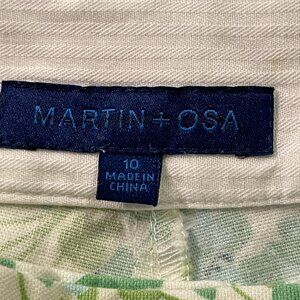 MARTIN + OSA
10
MADE IN
CHINA